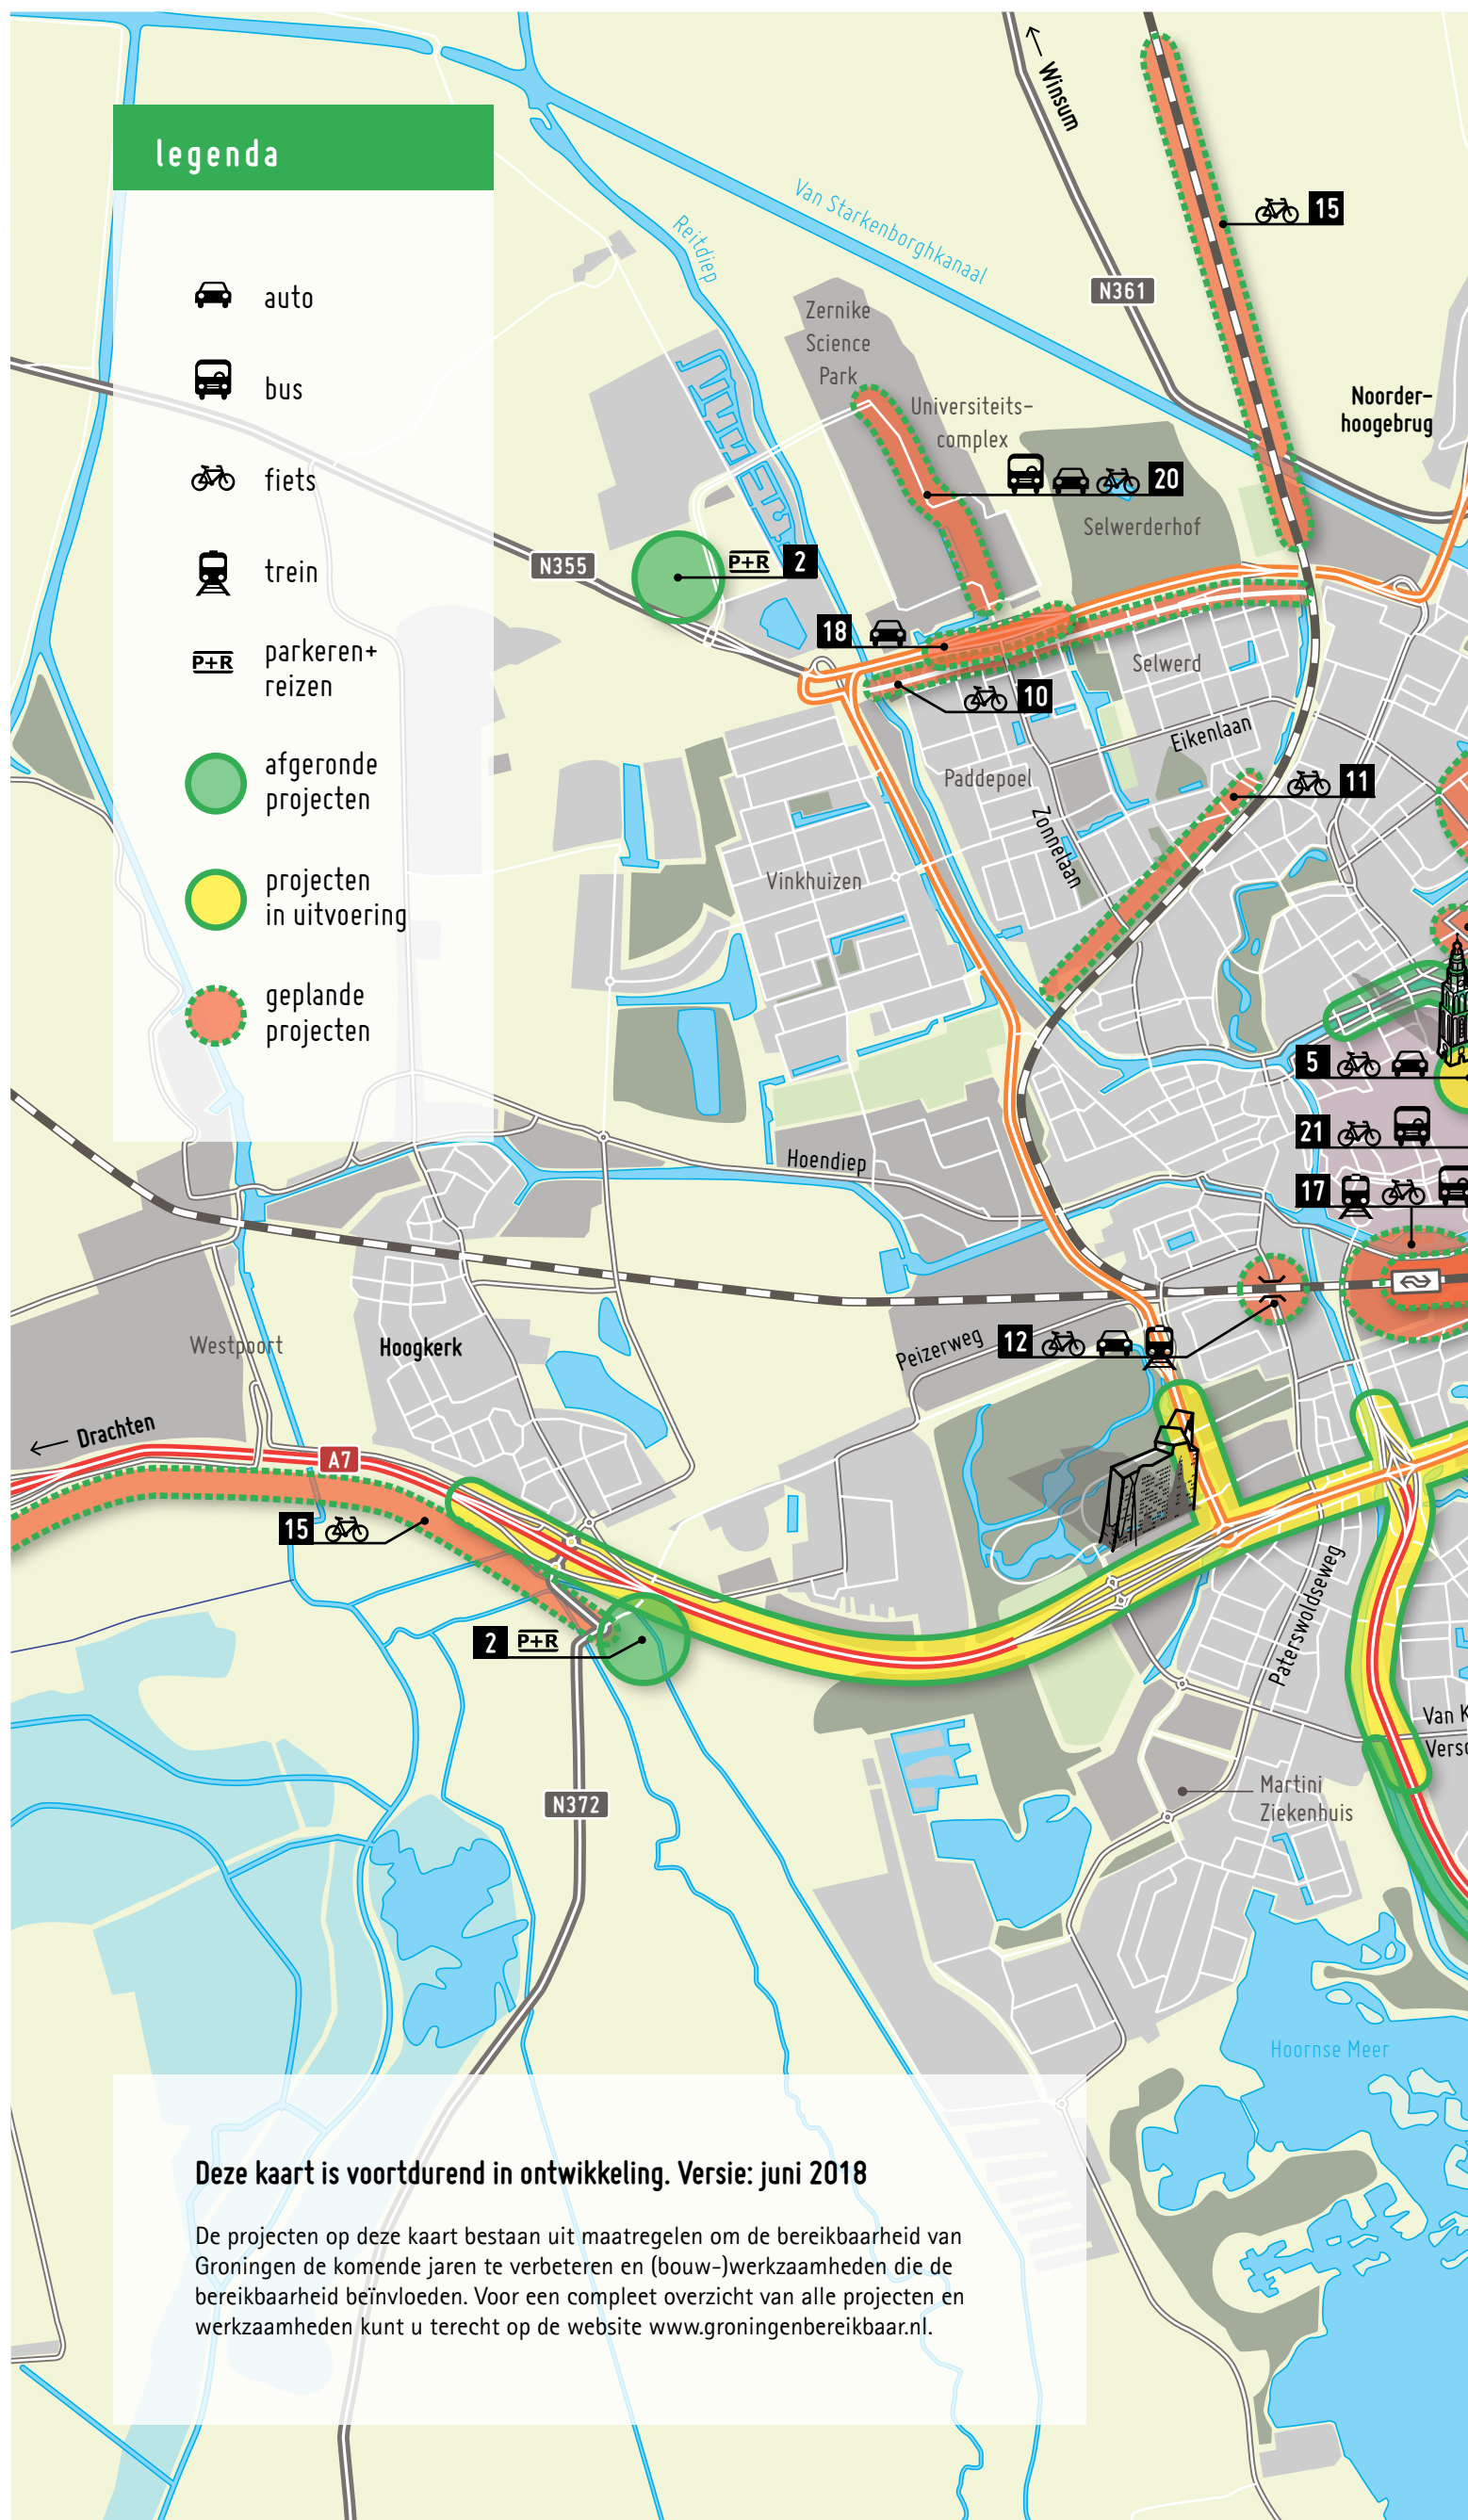 legenda
auto
bus
fiets
trein
P+R
parkeren+
reizen
afgeronde
projecten
projecten
in uitvoering
geplande
projecten
Winsum
Reitdiep
Van Starkenborghkanaal
15
N361
Zernike
Science
Park
Noorder-
hoogebrug
Universiteits-
complex
20
Selwerderhof
N355
P+R 2
18
Selwerd
10
Eikenlaan
Paddepoel
11
Zonnelaan
Vinkhuizen
5
21
Hoendiep
17
Westpoort
Hoogkerk
Peizerweg
12
Drachten
A7
15
2 P+R
Paterswoldseweg
Van K
Versc
N372
Martini
Ziekenhuis
Hoornse Meer
Deze kaart is voortdurend in ontwikkeling. Versie: juni 2018
De projecten op deze kaart bestaan uit maatregelen om de bereikbaarheid van
Groningen de komende jaren te verbeteren en (bouw-)werkzaamheden die de
bereikbaarheid beïnvloeden. Voor een compleet overzicht van alle projecten en
werkzaamheden kunt u terecht op de website www.groningenbereikbaar.nl.